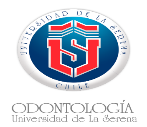 UNIVERSIDAD DE LA SERENA
CHILE
ODONTOLOGÍA
Universidad de La Serena